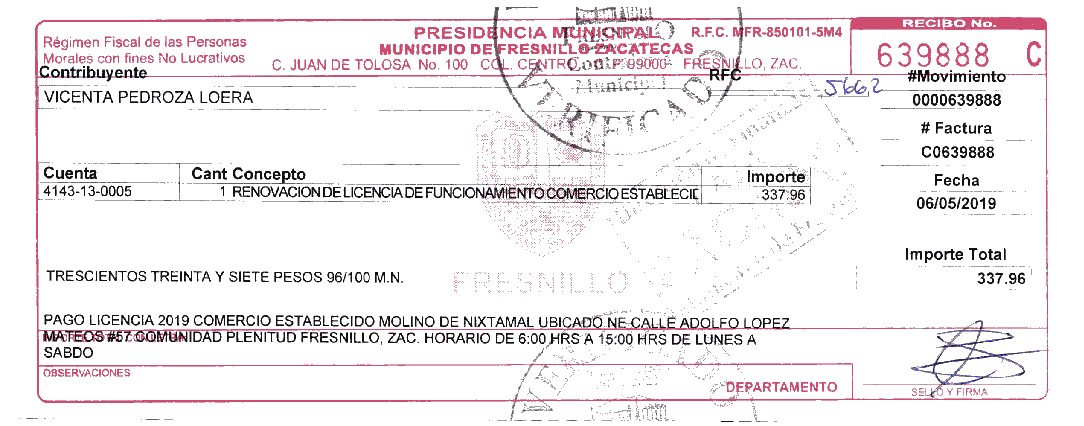 PRESIDENCIA MUNICIPAL
R.F.C. MFR-850101-5M4
RECIBO No.
Régimen Fiscal de las Personas
Morales con fines No Lucrativos
MUNICIPIO DE FRESNILLO ZACATECAS
C. JUAN DE TOLOSA No. 100 COL. CENTRO C.P. 99000 FRESNILLO, ZAC.
639888 C
Contribuyente
RFC
#Movimiento
VICENTA PEDROZA LOERA
5662
0000639888
VERIFICADO
# Factura
C0639888
Cuenta Cant Concepto Importe
Fecha
4143-13-0005 1 RENOVACION DE LICENCIA DE FUNCIONAMIENTO COMERCIO ESTABLECID 337.96
06/05/2019
Importe Total
TRESCIENTOS TREINTA Y SIETE PESOS 96/100 M.N.
337.96
FRESNILLO
PAGO LICENCIA 2019 COMERCIO ESTABLECIDO MOLINO DE NIXTAMAL UBICADO NE CALLE ADOLFO LOPEZ
MATEOS #57 COMUNIDAD PLENITUD FRESNILLO, ZAC. HORARIO DE 6:00 HRS A 15:00 HRS DE LUNES A
SABDO
OBSERVACIONES
DEPARTAMENTO
SELLO Y FIRMA